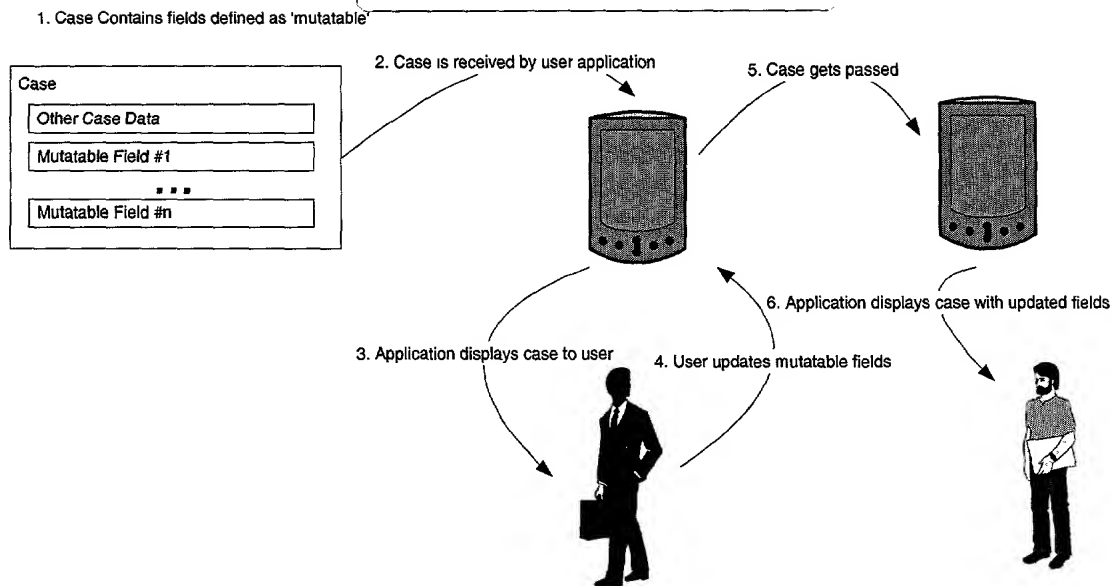 1. Case Contains fields defined as 'mutatable'
2. Case is received by user application
5. Case gets passed
Case
Other Case Data
Mutatable Field #1
...
Mutatable Field #n
6. Application displays case with updated fields
3. Application displays case to user
4. User updates mutatable fields